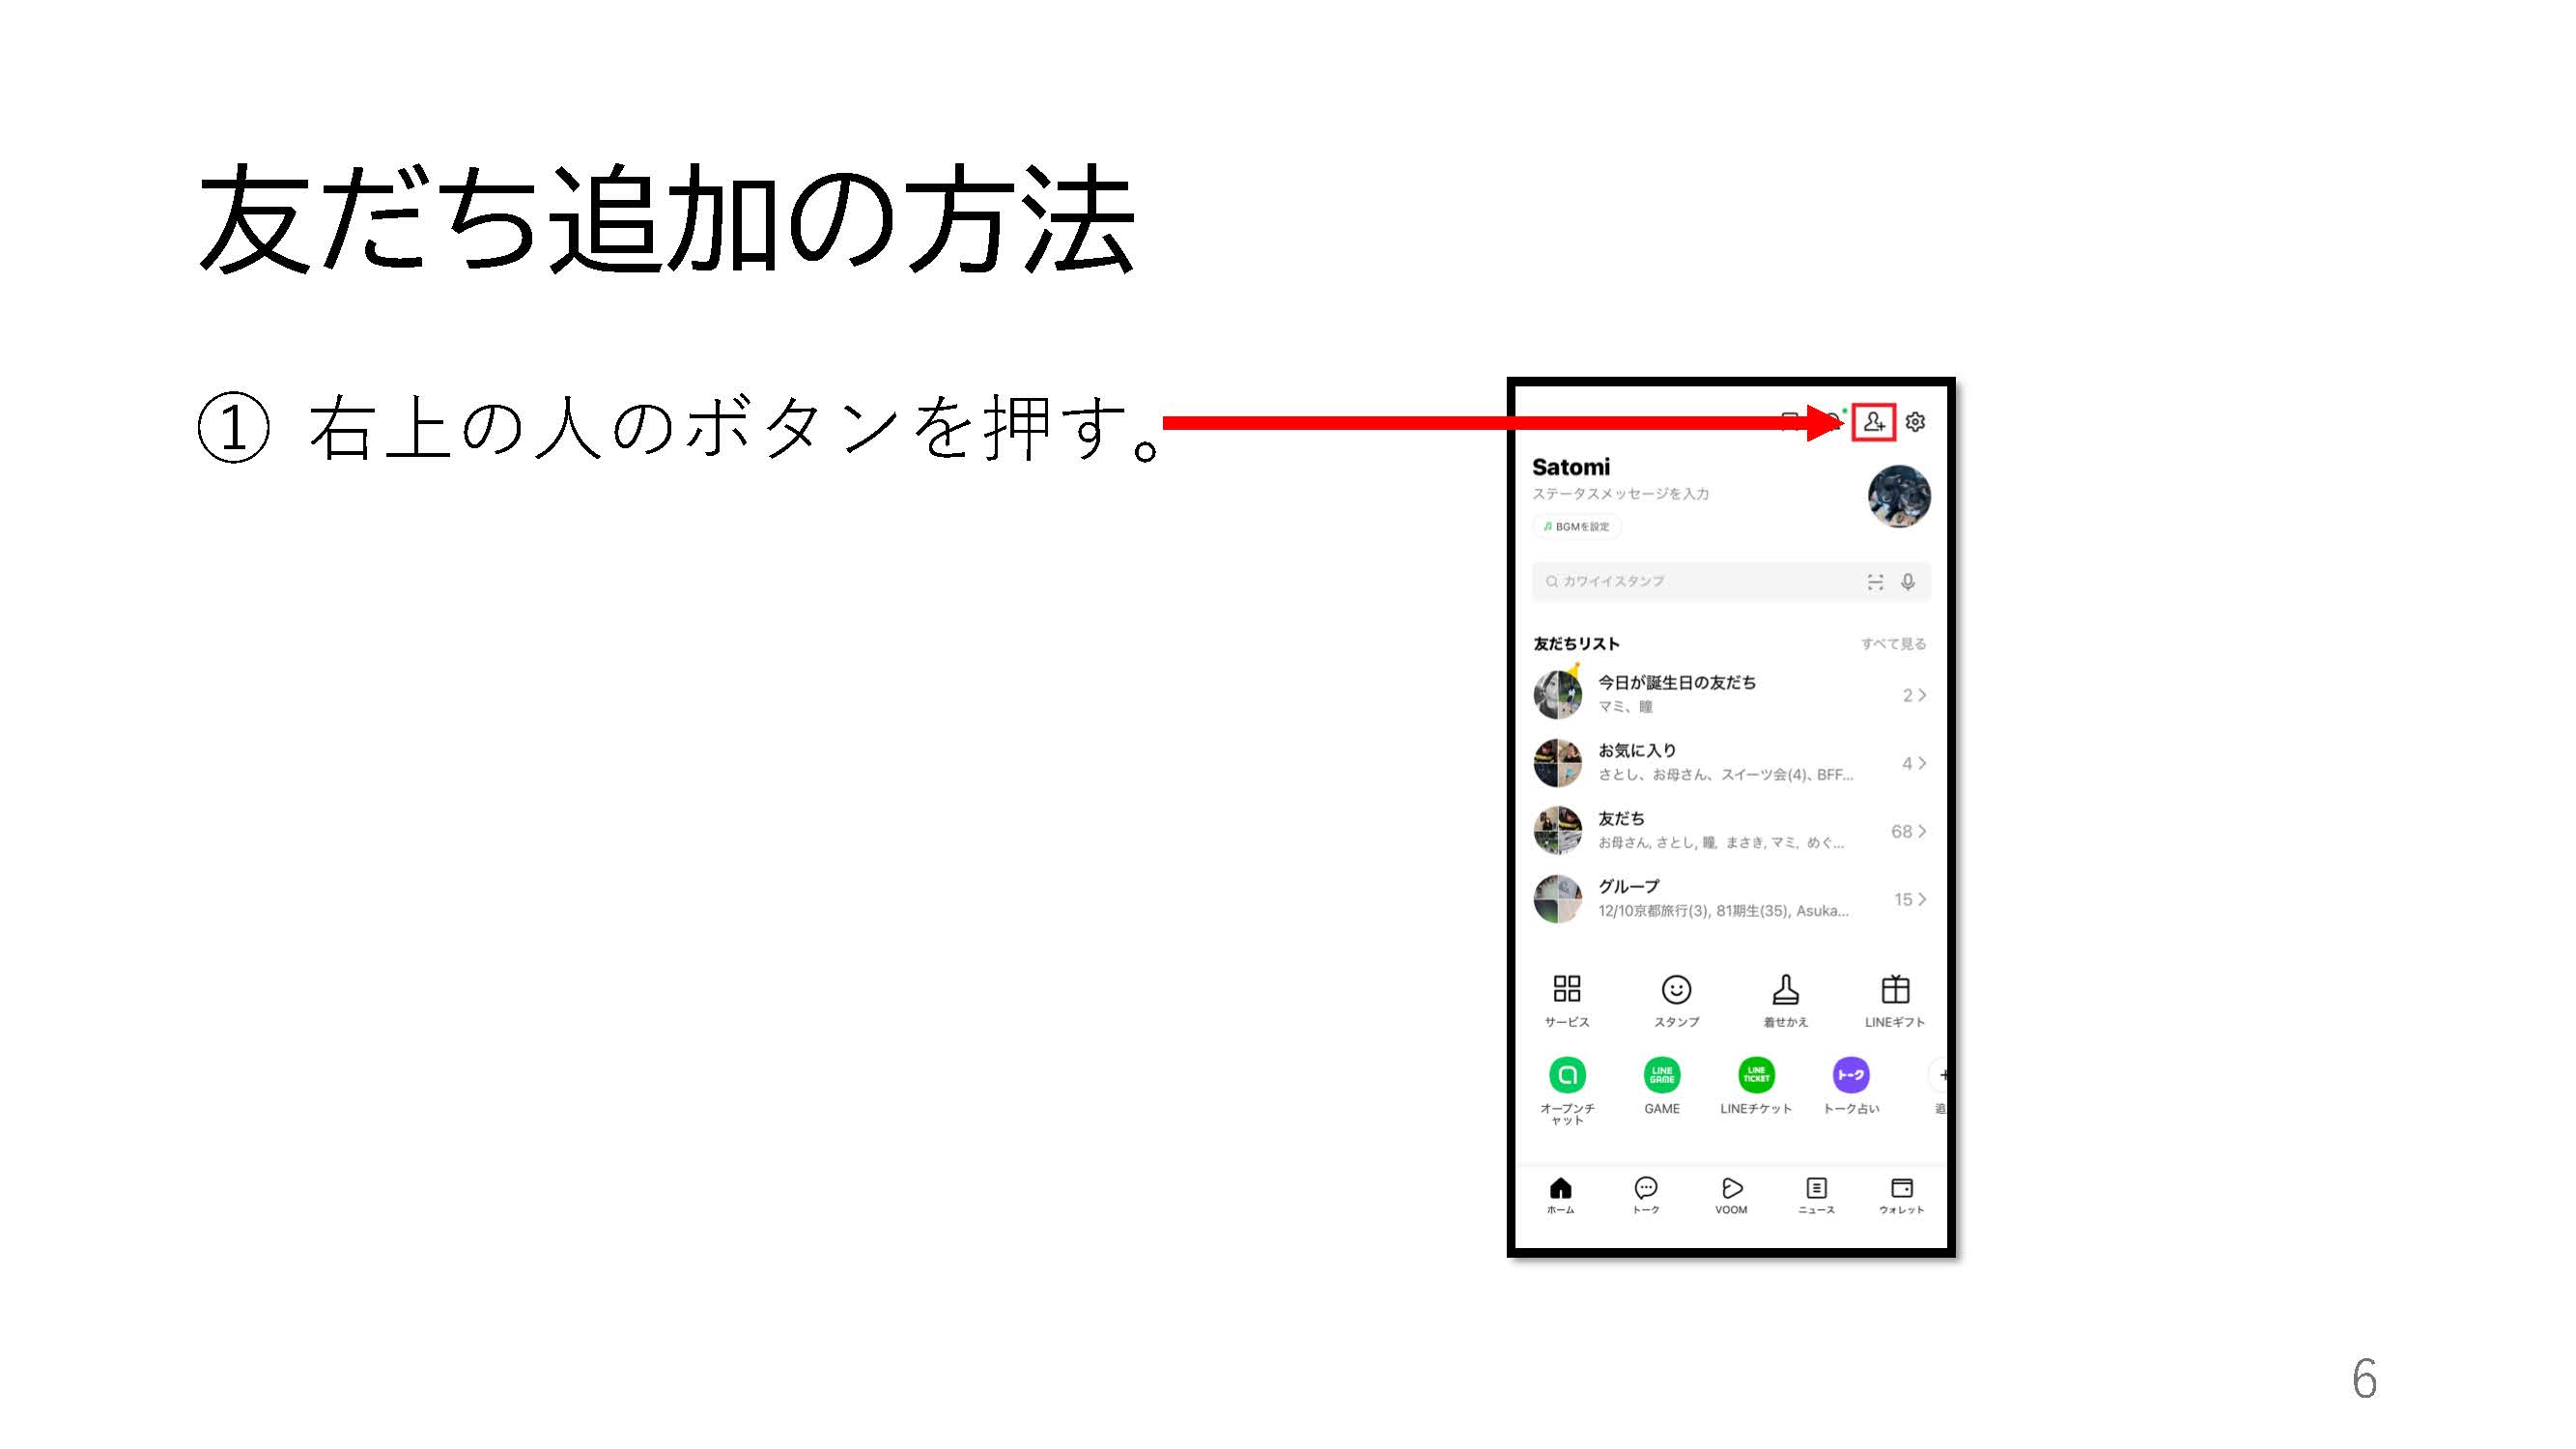 友だち追加の方法
① 右上の人のボタンを押す。
Satomi
ステータスメッセージを入力
BGMを設定
カワイイスタンプ
友だちリスト すべて見る
今日が誕生日の友だち
マミ、瞳
2
お気に入り
さとし、お母さん、スイーツ会(4)、BFF...
4
友だち
お母さん, さとし, 瞳, まさき, マミ, めぐ...
68
グループ
12/10京都旅行(3), 81期生(35), Asuka...
15
サービス スタンプ 着せかえ LINEギフト
LINE GAME LINE TICKET トーク
オープンチ
ャット
GAME LINEチケット トーク占い 追
ホーム トーク VOOM ニュース ウォレット
6